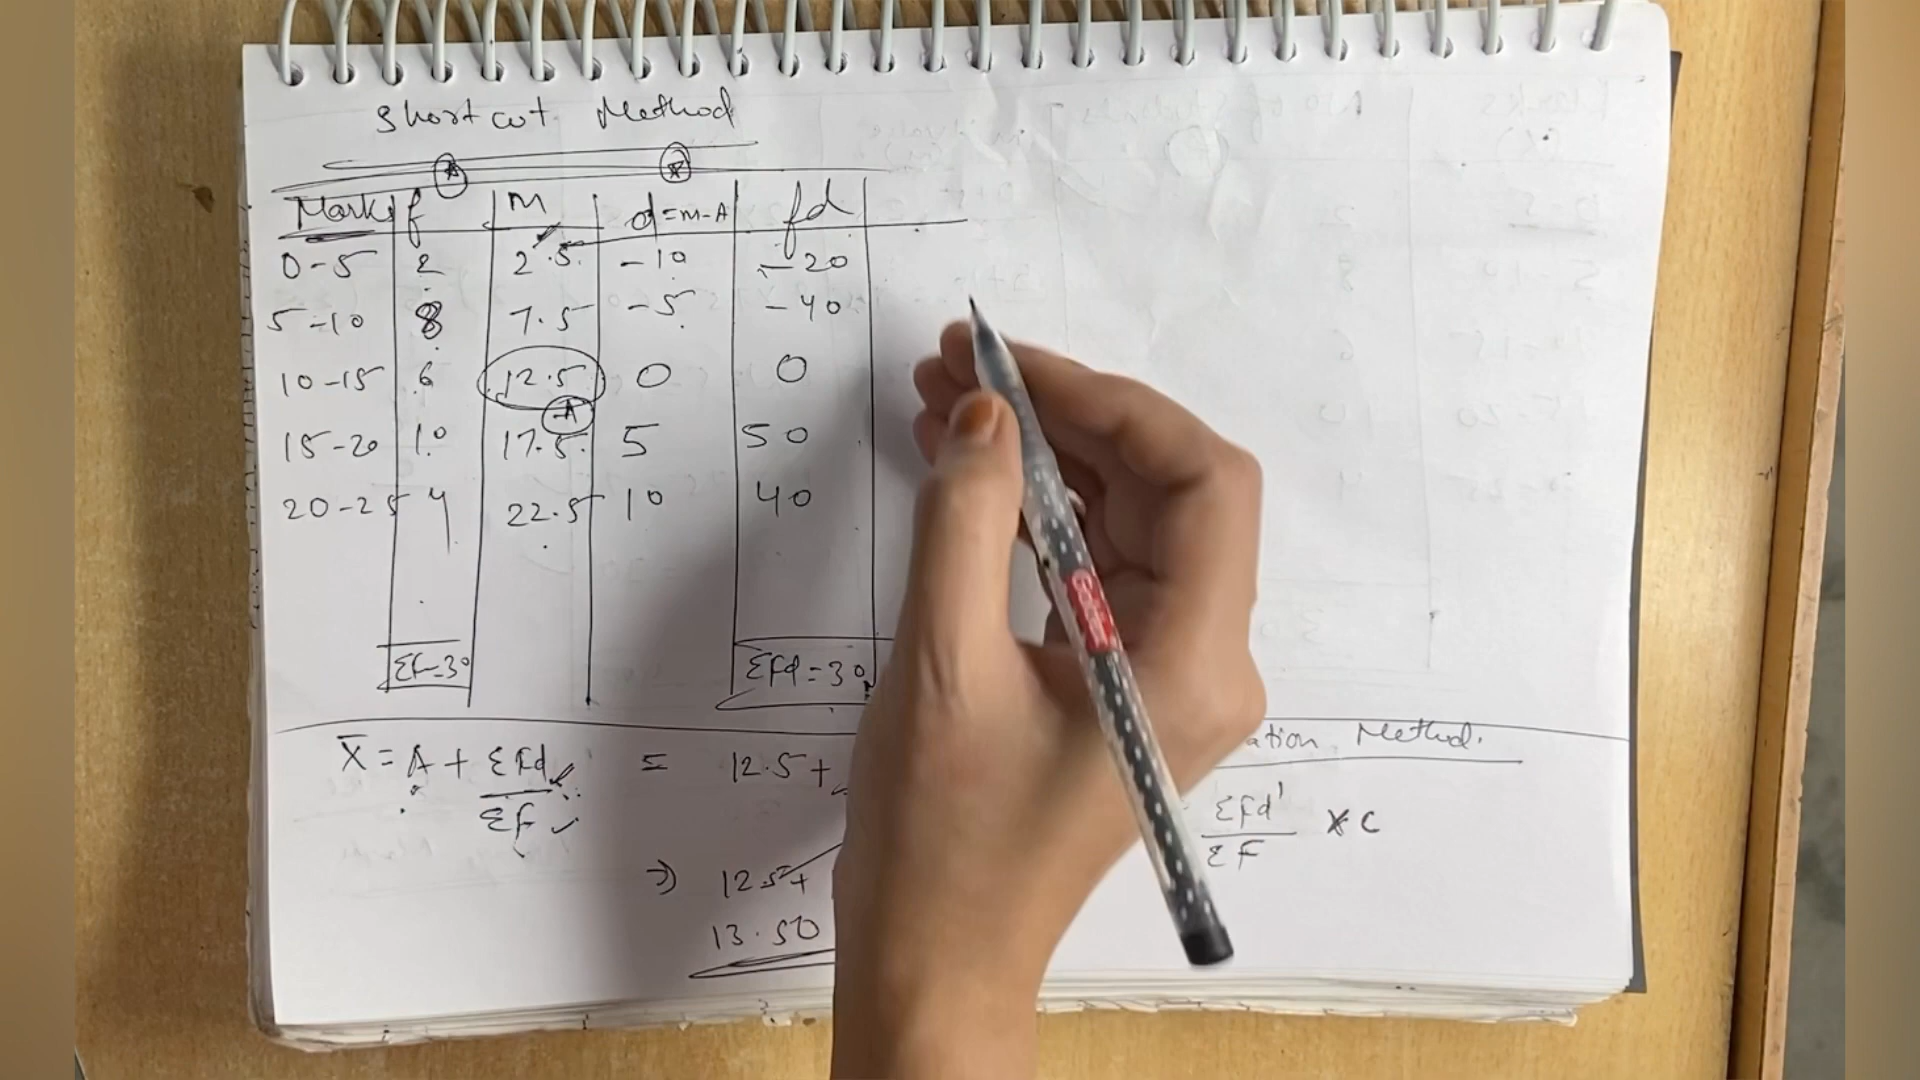 Shortcut Method
Marks f m d=m-A fd
0-5 2 2.5 -10 -20
5-10 8 7.5 -5 -40
10-15 6 12.5 0 0
A
15-20 10 17.5 5 50
20-25 4 22.5 10 40
Σf=30 Σfd=30
X̄ = A + Σfd = 12.5+
Σf
⇒ 12.5+
13.50
ation Method.
Σfd' × C
ΣF